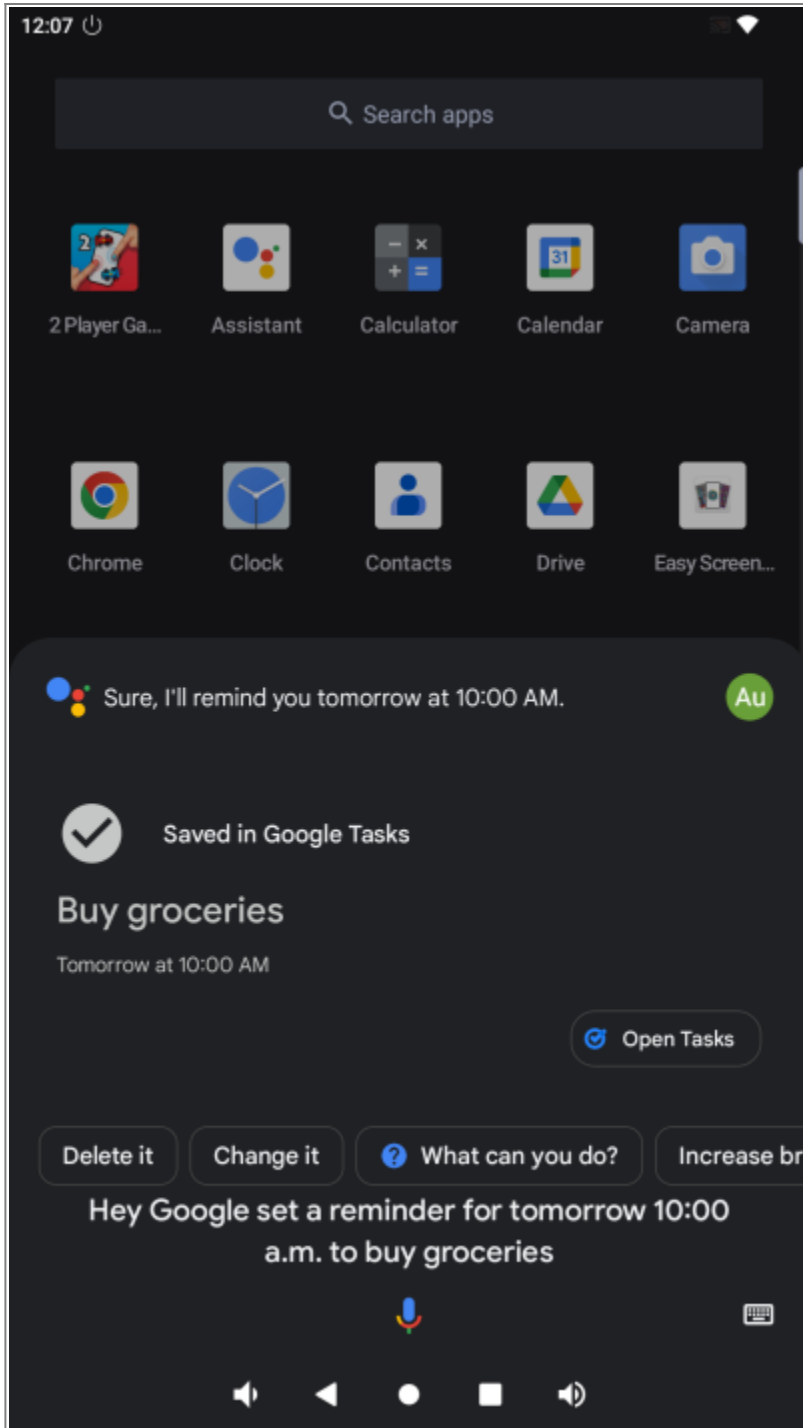 12:07
Search apps
2
31
2 Player Ga...
Assistant
Calculator
Calendar
Camera
Chrome
Clock
Contacts
Drive
Easy Screen...
Sure, I'll remind you tomorrow at 10:00 AM.
Au
Saved in Google Tasks
Buy groceries
Tomorrow at 10:00 AM
Open Tasks
Delete it
Change it
? What can you do?
Increase br
Hey Google set a reminder for tomorrow 10:00
a.m. to buy groceries